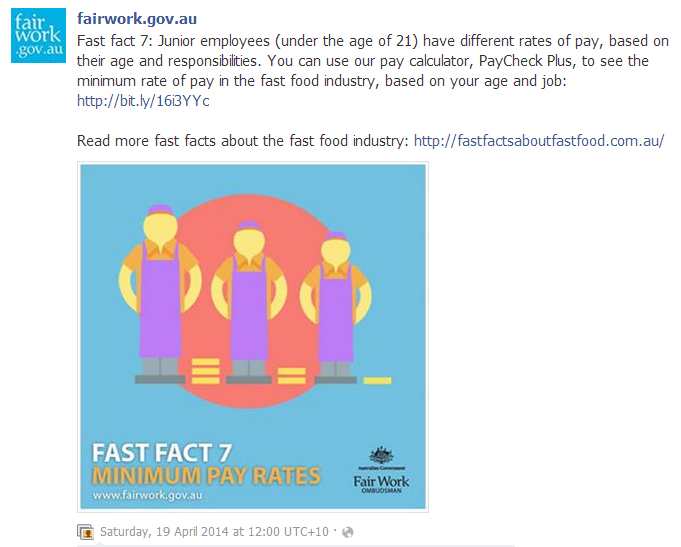 fair
work
.gov.au
fairwork.gov.au
Fast fact 7: Junior employees (under the age of 21) have different rates of pay, based on
their age and responsibilities. You can use our pay calculator, PayCheck Plus, to see the
minimum rate of pay in the fast food industry, based on your age and job:
http://bit.ly/16i3YYc
Read more fast facts about the fast food industry: http://fastfactsaboutfastfood.com.au/
FAST FACT 7
MINIMUM PAY RATES
www.fairwork.gov.au
Australian Government
Fair Work
OMBUDSMAN
Saturday, 19 April 2014 at 12:00 UTC+10 ·